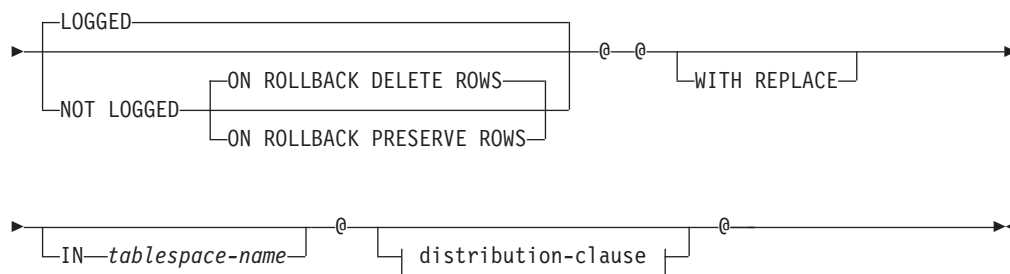 LOGGED
@ @
WITH REPLACE
ON ROLLBACK DELETE ROWS
NOT LOGGED
ON ROLLBACK PRESERVE ROWS
@ @
IN tablespace-name
distribution-clause